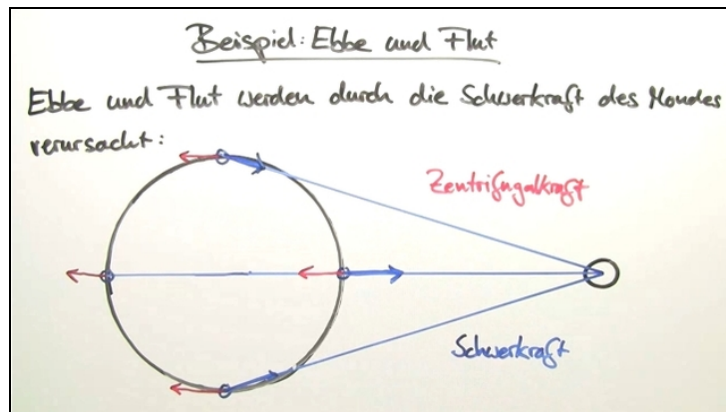 Beispiel: Ebbe und Flut
Ebbe und Flut werden durch die Schwerkraft des Mondes
verursacht:
Zentrifugalkraft
Schwerkraft